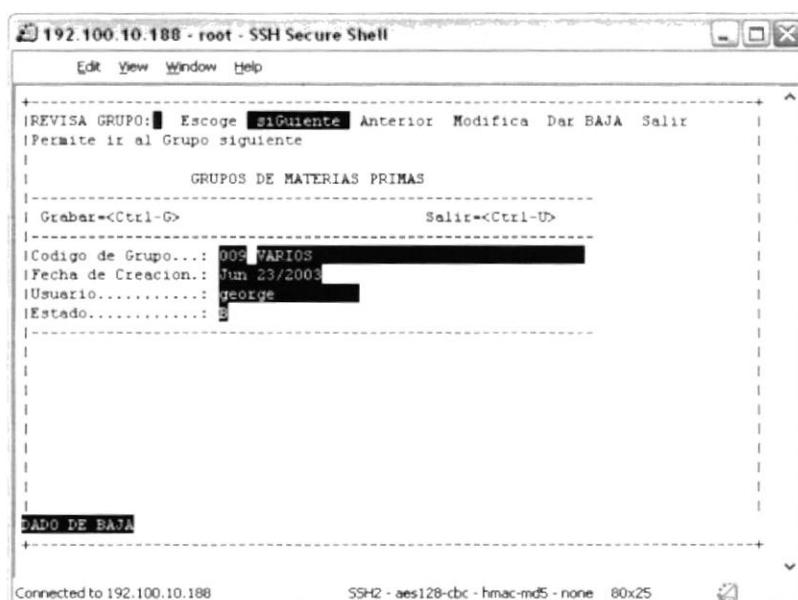 192.100.10.188 - root - SSH Secure Shell
Edit View Window Help
REVISA GRUPO: Escoge siGuiente Anterior Modifica Dar BAJA Salir
Permite ir al Grupo siguiente
GRUPOS DE MATERIAS PRIMAS
Grabar=<Ctrl-G> Salir=<Ctrl-U>
Codigo de Grupo...: 009 VARIOS
Fecha de Creacion.: Jun 23/2003
Usuario...........: george
Estado............: B
DADO DE BAJA
Connected to 192.100.10.188 SSH2 - aes128-cbc - hmac-md5 - none 80x25